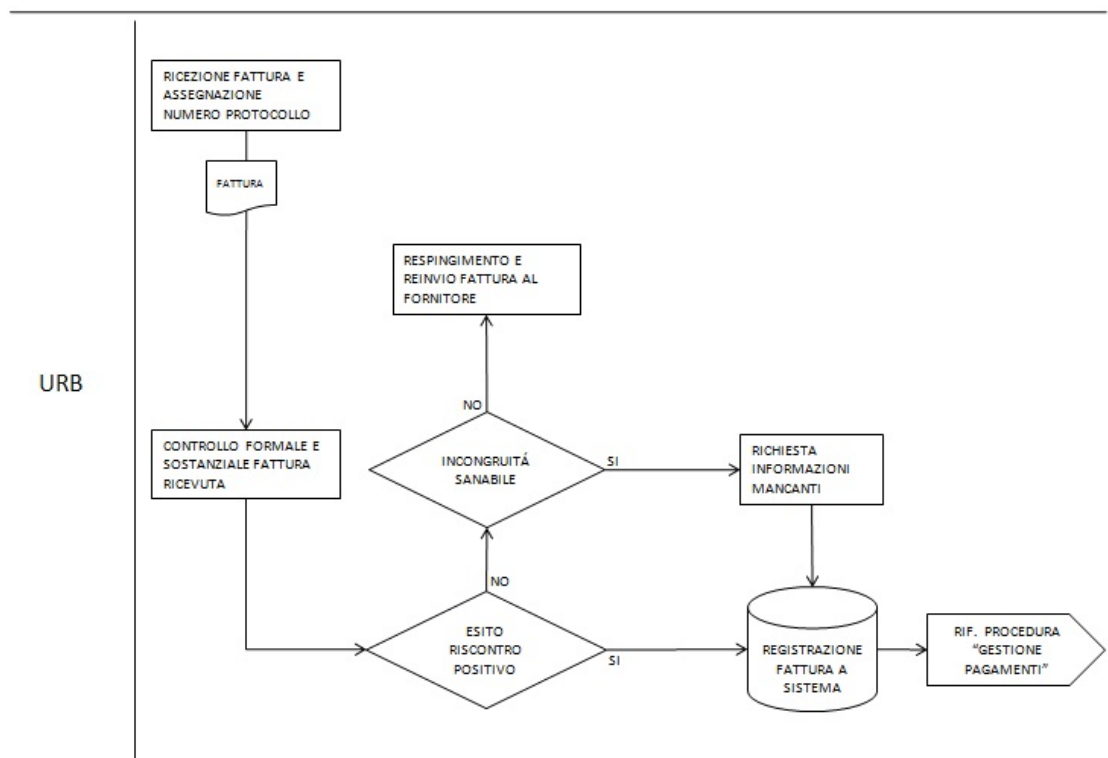 RICEZIONE FATTURA E
ASSEGNAZIONE
NUMERO PROTOCOLLO
FATTURA
RESPINGIMENTO E
REINVIO FATTURA AL
FORNITORE
URB
NO
CONTROLLO FORMALE E
SOSTANZIALE FATTURA
RICEVUTA
INCONGRUITÁ
SANABILE
SI
RICHIESTA
INFORMAZIONI
MANCANTI
NO
ESITO
RISCONTRO
POSITIVO
SI
REGISTRAZIONE
FATTURA A
SISTEMA
RIF. PROCEDURA
“GESTIONE
PAGAMENTI”